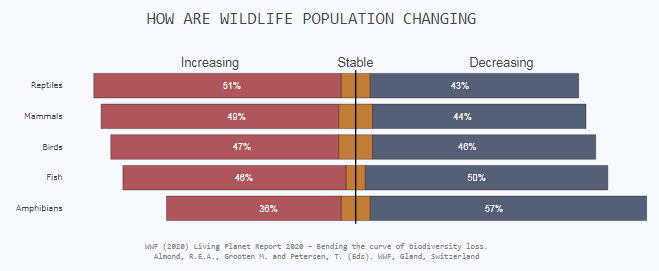 HOW ARE WILDLIFE POPULATION CHANGING
Increasing Stable Decreasing
Reptiles 51% 43%
Mammals 49% 44%
Birds 47% 46%
Fish 46% 50%
Amphibians 36% 57%
WWF (2020) Living Planet Report 2020 - Bending the curve of biodiversity loss.
Almond, R.E.A., Grooten M. and Petersen, T. (Eds). WWF, Gland, Switzerland